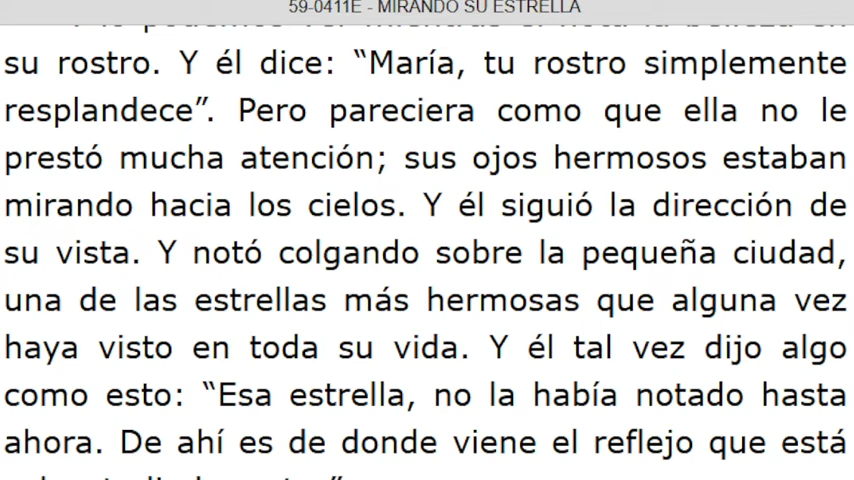 59-0411E - MIRANDO SU ESTRELLA
su rostro. Y él dice: “María, tu rostro simplemente
resplandece”. Pero pareciera como que ella no le
prestó mucha atención; sus ojos hermosos estaban
mirando hacia los cielos. Y él siguió la dirección de
su vista. Y notó colgando sobre la pequeña ciudad,
una de las estrellas más hermosas que alguna vez
haya visto en toda su vida. Y él tal vez dijo algo
como esto: “Esa estrella, no la había notado hasta
ahora. De ahí es de donde viene el reflejo que está